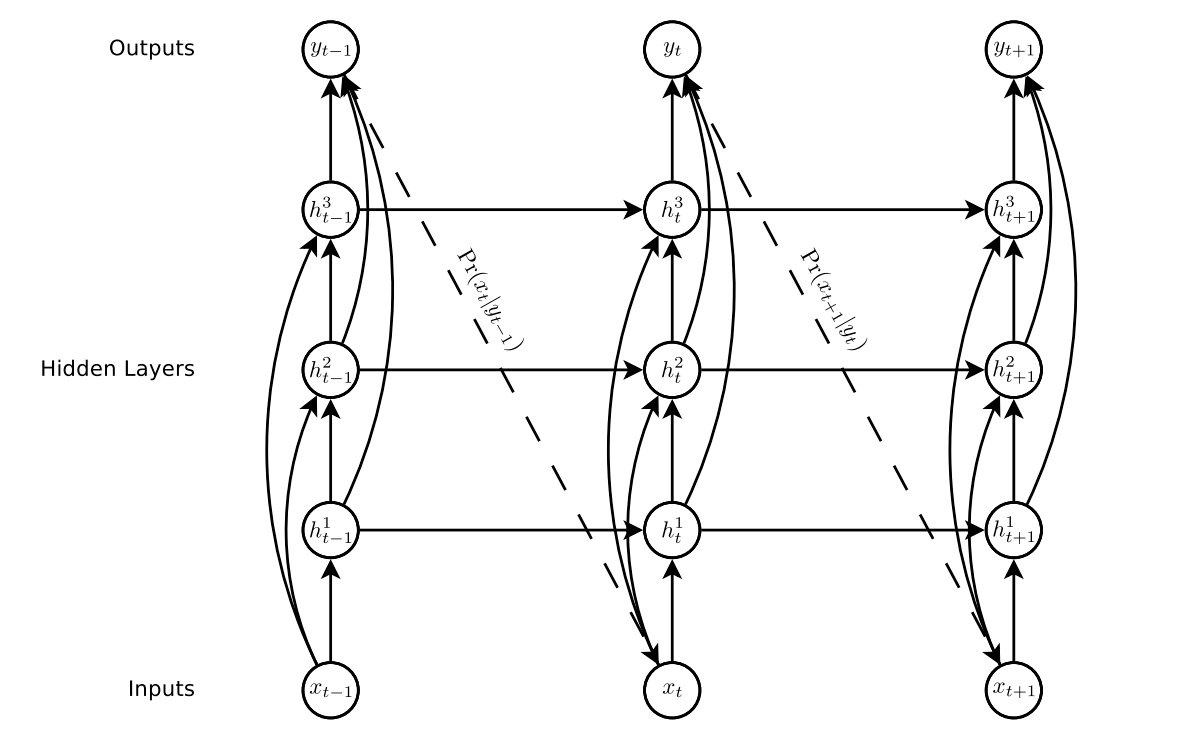 Outputs
y_{t−1} y_t y_{t+1}
h^3_{t−1} h^3_t h^3_{t+1}
Pr(x_t|y_{t−1}) Pr(x_{t+1}|y_t)
Hidden Layers
h^2_{t−1} h^2_t h^2_{t+1}
h^1_{t−1} h^1_t h^1_{t+1}
Inputs
x_{t−1} x_t x_{t+1}